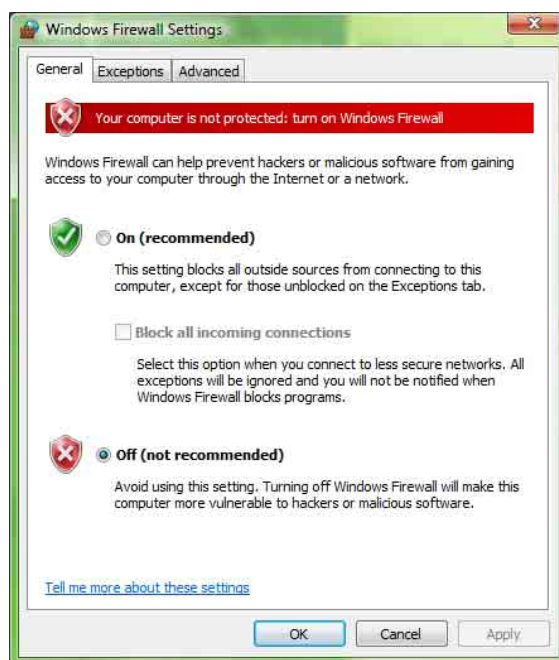 Windows Firewall Settings
General Exceptions Advanced
Your computer is not protected: turn on Windows Firewall
Windows Firewall can help prevent hackers or malicious software from gaining
access to your computer through the Internet or a network.
On (recommended)
This setting blocks all outside sources from connecting to this
computer, except for those unblocked on the Exceptions tab.
Block all incoming connections
Select this option when you connect to less secure networks. All
exceptions will be ignored and you will not be notified when
Windows Firewall blocks programs.
Off (not recommended)
Avoid using this setting. Turning off Windows Firewall will make this
computer more vulnerable to hackers or malicious software.
Tell me more about these settings
OK Cancel Apply